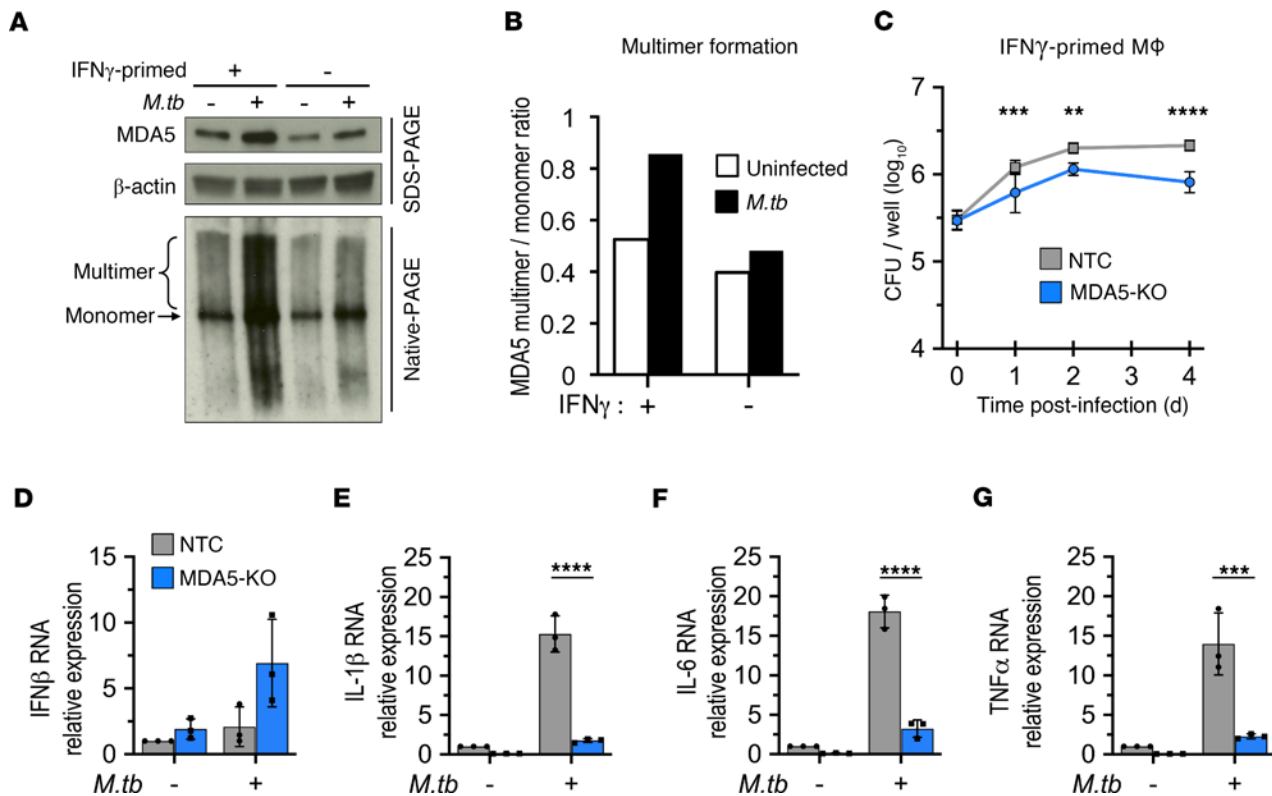 A
IFNγ-primed + -
M.tb - + - +
MDA5
β-actin
SDS-PAGE
Multimer
Monomer
Native-PAGE
B
Multimer formation
MDA5 multimer / monomer ratio
1
0.8
0.6
0.4
0.2
0
Uninfected
M.tb
IFNγ : + -
C
IFNγ-primed MΦ
CFU / well (log10)
7
6
5
4
*** ** ****
NTC
MDA5-KO
0 1 2 3 4
Time post-infection (d)
D
IFNβ RNA
relative expression
15
10
5
0
NTC
MDA5-KO
M.tb - +
E
IL-1β RNA
relative expression
25
20
15
10
5
0
****
M.tb - +
F
IL-6 RNA
relative expression
25
20
15
10
5
0
****
M.tb - +
G
TNFα RNA
relative expression
25
20
15
10
5
0
***
M.tb - +